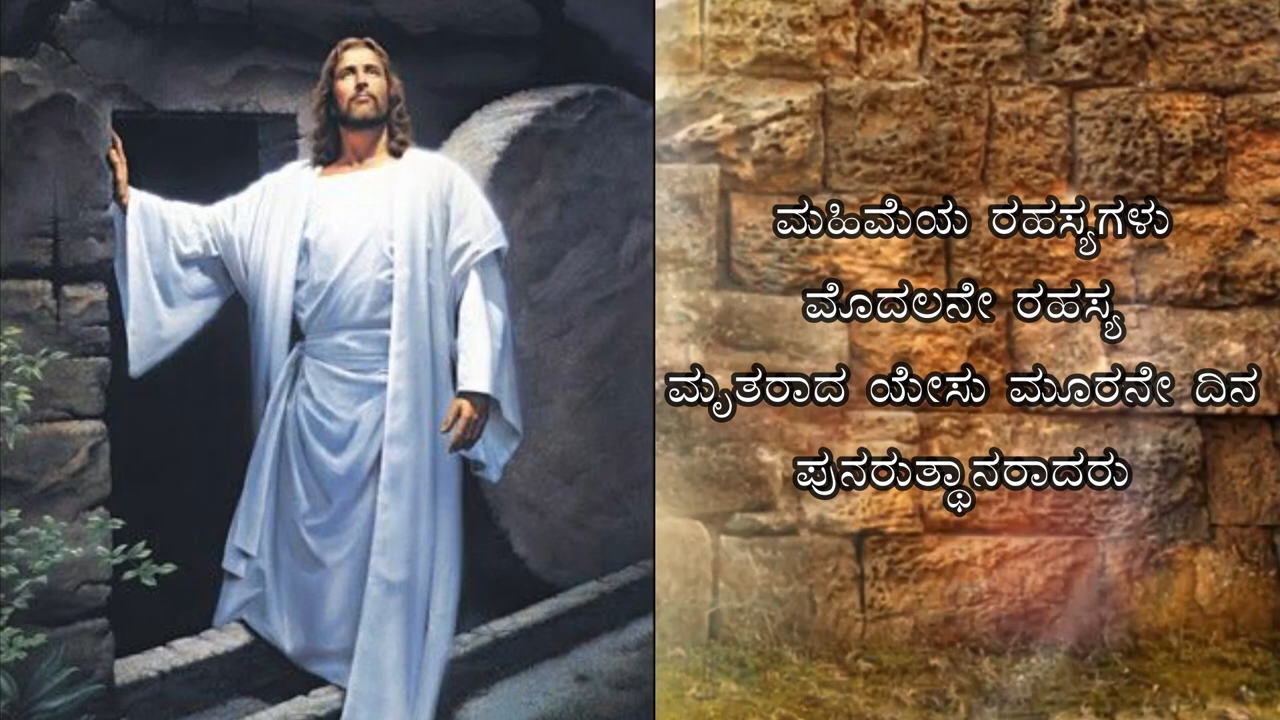 ಮಹಿಮೆಯ ರಹಸ್ಯಗಳು
ಮೊದಲನೇ ರಹಸ್ಯ
ಮೃತರಾದ ಯೇಸು ಮೂರನೇ ದಿನ
ಪುನರುತ್ಥಾನರಾದರು